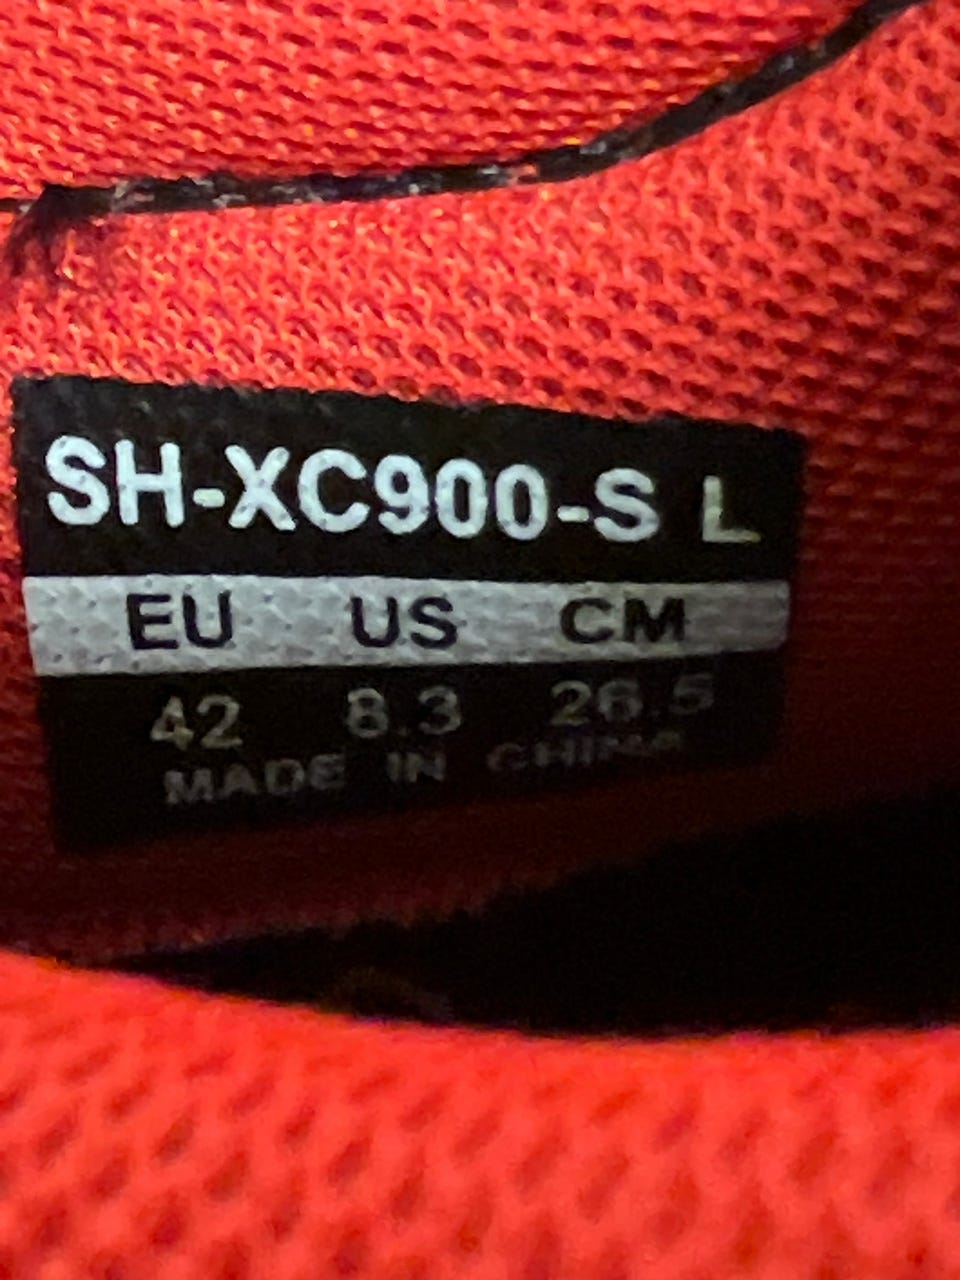 SH-XC900-S L
EU US CM
42 8.3 26.5
MADE IN CHINA